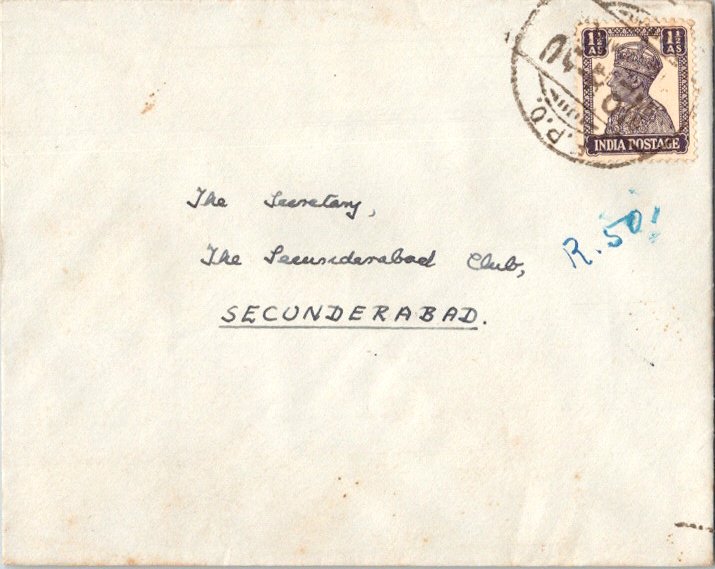 1½ As 1½ As
INDIA POSTAGE
The Secretary,
The Secunderabad Club,
SECUNDERABAD.
R.50!